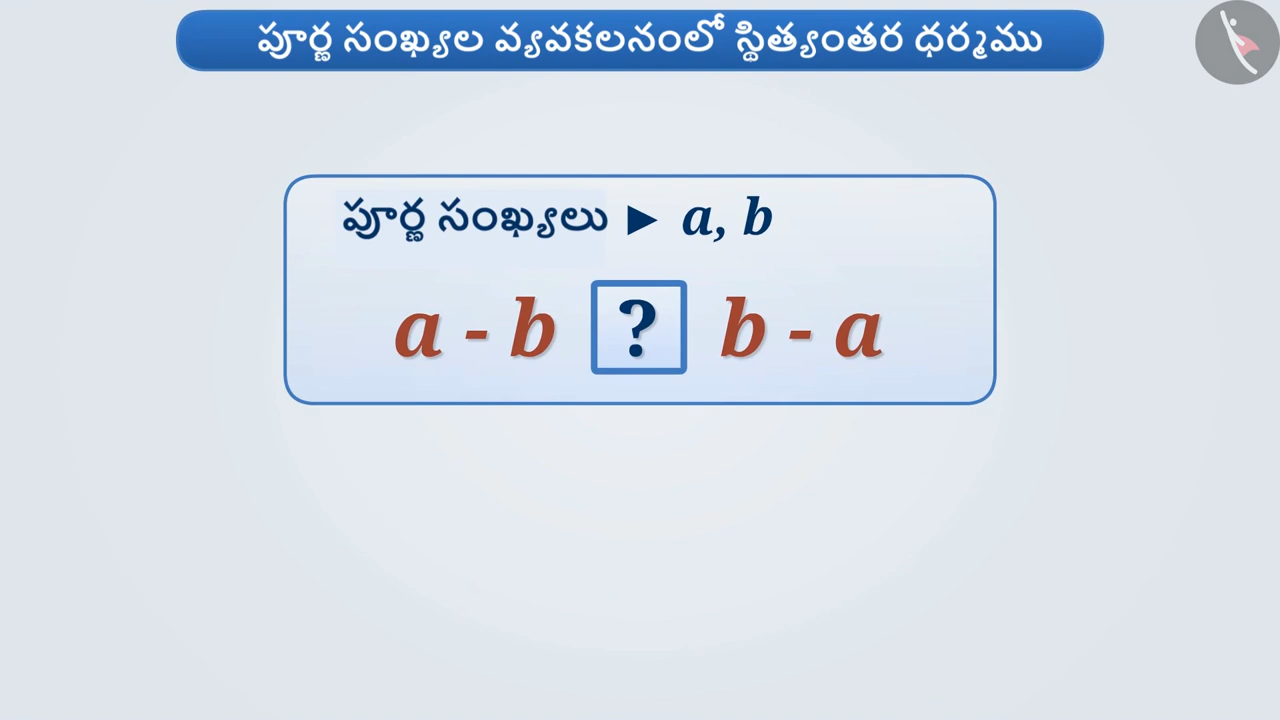 పూర్ణ సంఖ్యల వ్యవకలనంలో స్థిత్యంతర ధర్మము
పూర్ణ సంఖ్యలు ► a, b
a - b ? b - a